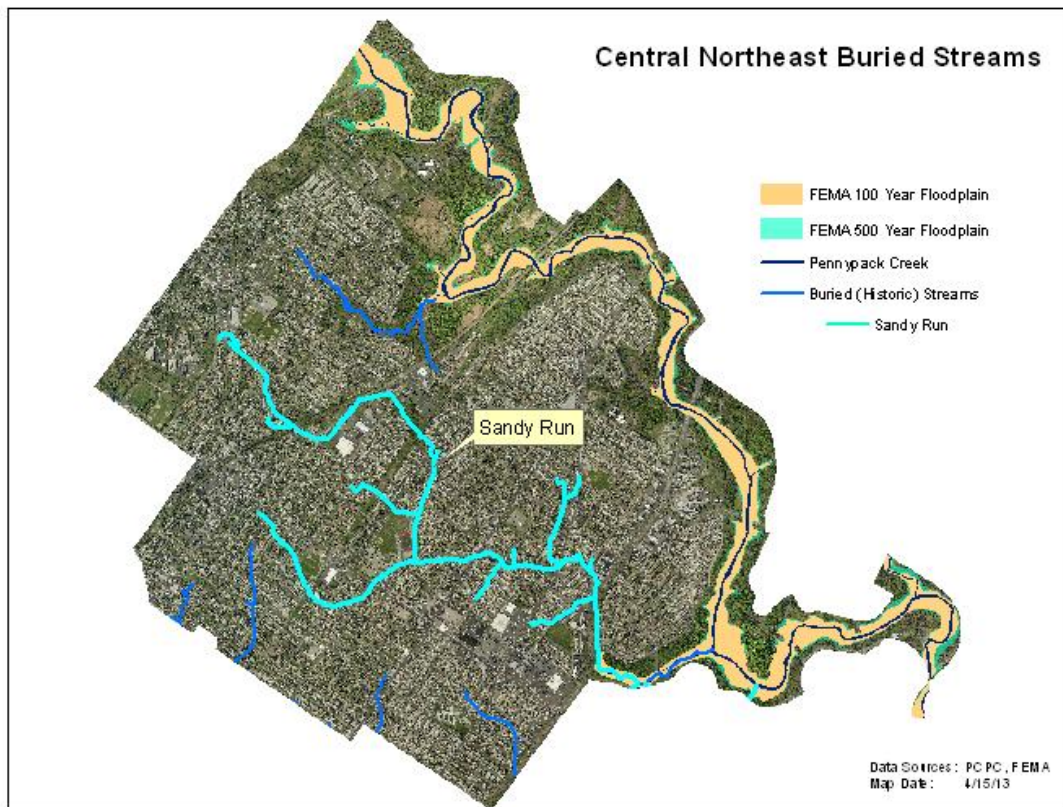 Central Northeast Buried Streams
FEMA 100 Year Floodplain
FEMA 500 Year Floodplain
Pennypack Creek
Buried (Historic) Streams
Sandy Run
Sandy Run
Data Sources: PCPC, FEMA
Map Date: 4/15/13